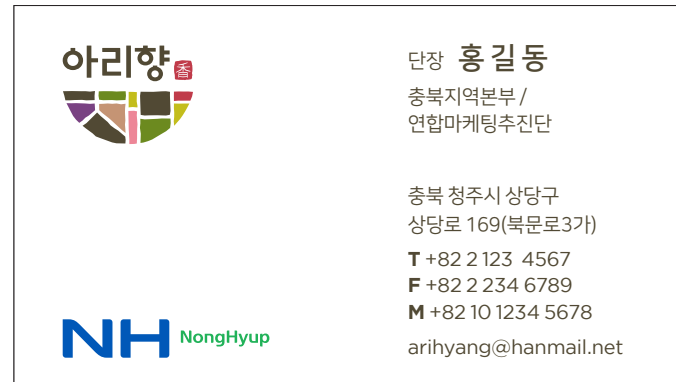 아리향 香
단장 홍길동
충북지역본부 /
연합마케팅추진단
충북 청주시 상당구
상당로 169(북문로3가)
T +82 2 123 4567
F +82 2 234 6789
M +82 10 1234 5678
arihyang@hanmail.net
NH NongHyup